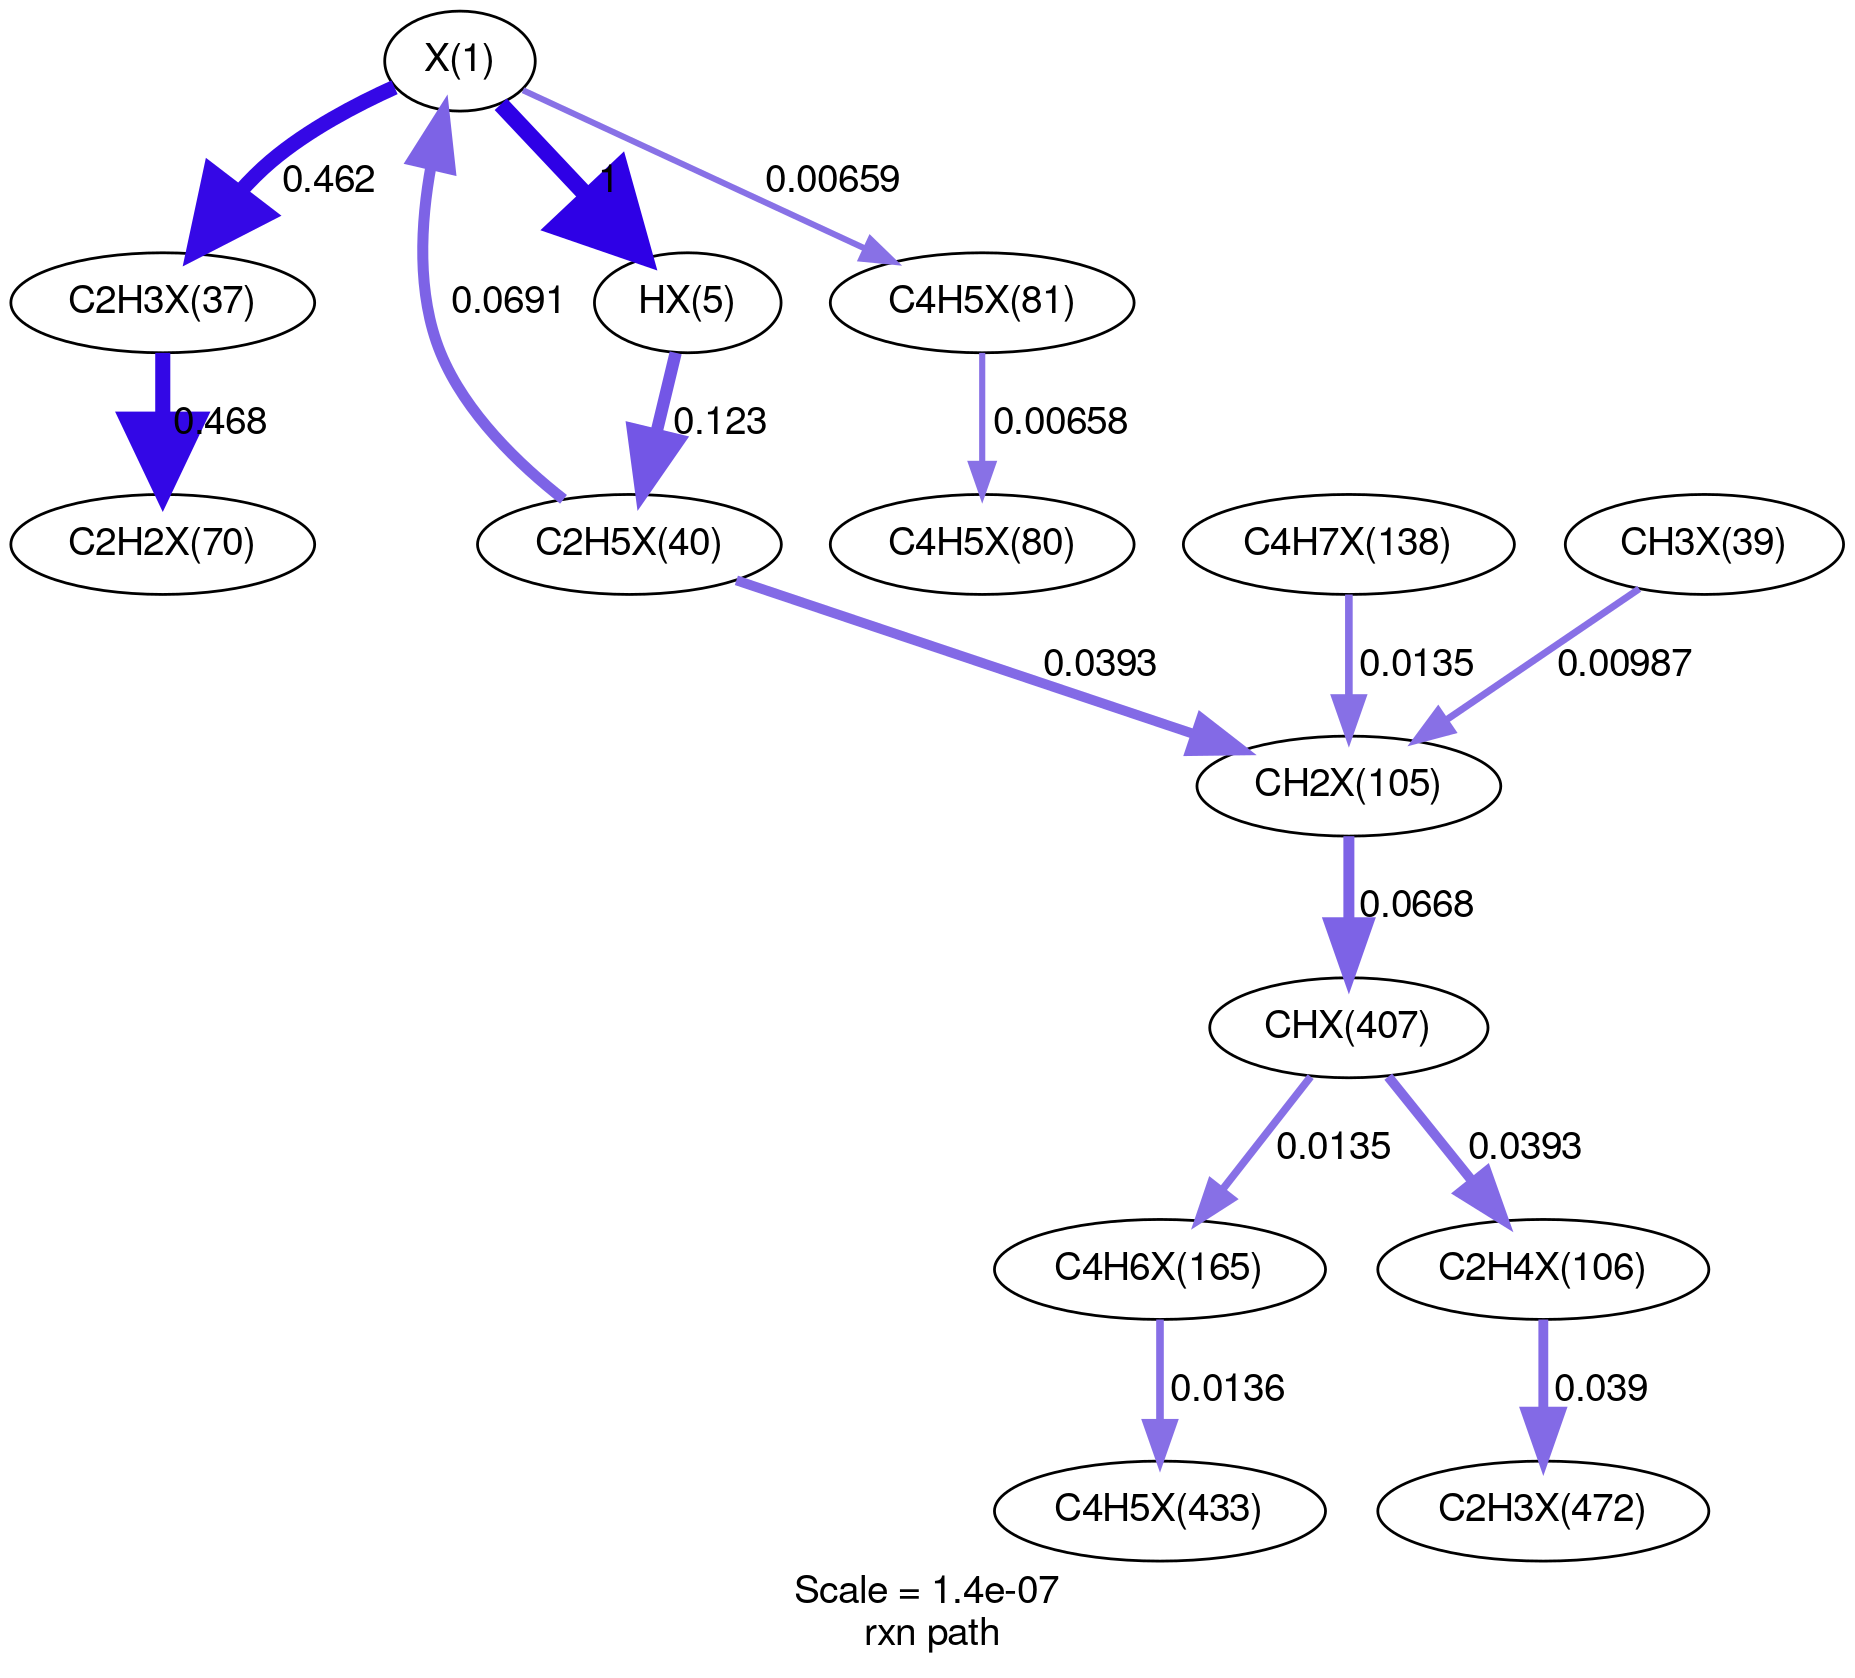 X(1)
0.462
1
0.00659
C2H3X(37)
0.0691
HX(5)
C4H5X(81)
0.468
0.123
0.00658
C2H2X(70)
C2H5X(40)
C4H5X(80)
C4H7X(138)
CH3X(39)
0.0393
0.0135
0.00987
CH2X(105)
0.0668
CHX(407)
0.0135
0.0393
C4H6X(165)
C2H4X(106)
0.0136
0.039
C4H5X(433)
C2H3X(472)
Scale = 1.4e-07
rxn path